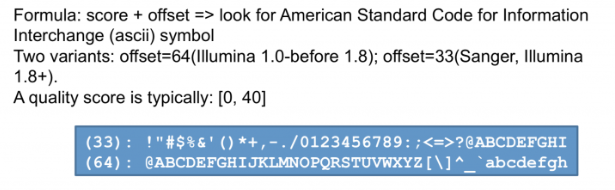 Formula: score + offset => look for American Standard Code for Information
Interchange (ascii) symbol
Two variants: offset=64(Illumina 1.0-before 1.8); offset=33(Sanger, Illumina
1.8+).
A quality score is typically: [0, 40]
(33): !"#$%&'()*+,-./0123456789:;<=>?@ABCDEFGHI
(64): @ABCDEFGHIJKLMNOPQRSTUVWXYZ[\]^_`abcdefgh